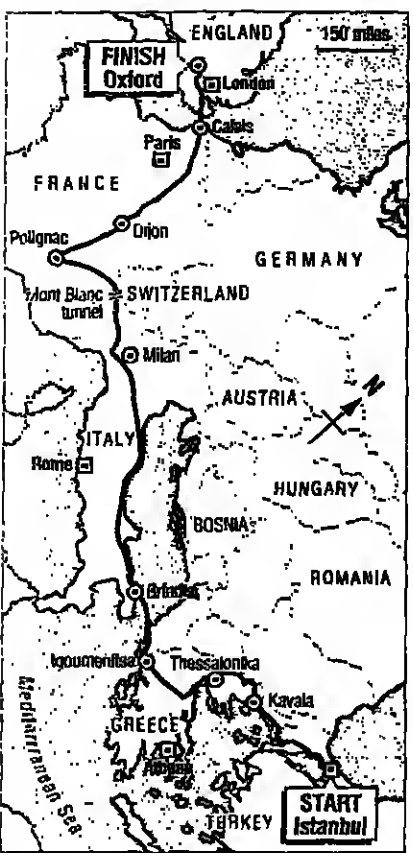 ENGLAND
150 miles
FINISH
Oxford
London
Calais
Paris
FRANCE
Dijon
Polignac
GERMANY
Mont Blanc
tunnel
SWITZERLAND
Milan
AUSTRIA
N
ITALY
Rome
HUNGARY
BOSNIA
ROMANIA
Brindisi
Igoumenitsa
Thessalonika
Kavala
Mediterranean Sea
GREECE
Athens
START
Istanbul
TURKEY